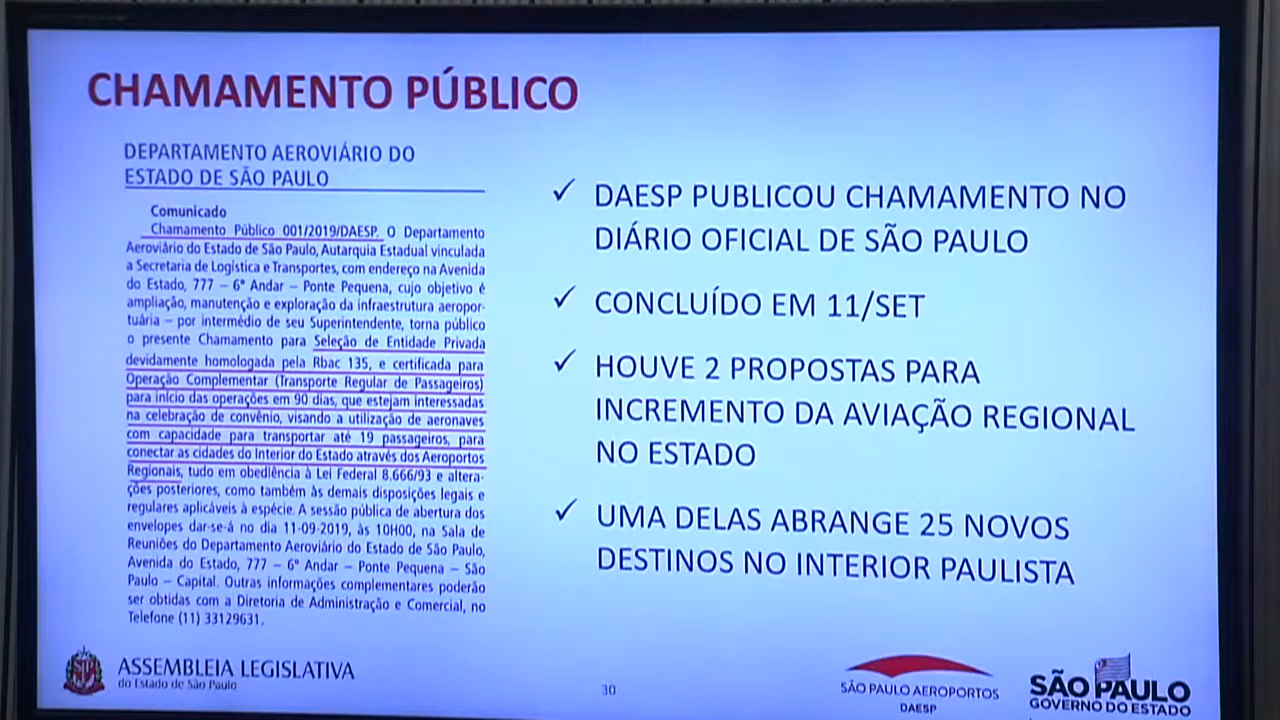 CHAMAMENTO PÚBLICO
DEPARTAMENTO AEROVIÁRIO DO
ESTADO DE SÃO PAULO
Comunicado
Chamamento Público 001/2019/DAESP. O Departamento
Aeroviário do Estado de São Paulo, Autarquia Estadual vinculada
a Secretaria de Logística e Transportes, com endereço na Avenida
do Estado, 777 – 6º Andar – Ponte Pequena, cujo objetivo é
ampliação, manutenção e exploração da infraestrutura aeropor-
tuária – por intermédio de seu Superintendente, torna público
o presente Chamamento para Seleção de Entidade Privada
devidamente homologada pela Rbac 135, e certificada para
Operação Complementar (Transporte Regular de Passageiros)
para início das operações em 90 dias, que estejam interessadas
na celebração de convênio, visando a utilização de aeronaves
com capacidade para transportar até 19 passageiros, para
conectar as cidades do Interior do Estado através dos Aeroportos
Regionais, tudo em obediência à Lei Federal 8.666/93 e altera-
ções posteriores, como também às demais disposições legais e
regulares aplicáveis à espécie. A sessão pública de abertura dos
envelopes dar-se-á no dia 11-09-2019, às 10H00, na Sala de
Reuniões do Departamento Aeroviário do Estado de São Paulo,
Avenida do Estado, 777 – 6º Andar – Ponte Pequena – São
Paulo – Capital. Outras informações complementares poderão
ser obtidas com a Diretoria de Administração e Comercial, no
Telefone (11) 33129631.
✓ DAESP PUBLICOU CHAMAMENTO NO
DIÁRIO OFICIAL DE SÃO PAULO
✓ CONCLUÍDO EM 11/SET
✓ HOUVE 2 PROPOSTAS PARA
INCREMENTO DA AVIAÇÃO REGIONAL
NO ESTADO
✓ UMA DELAS ABRANGE 25 NOVOS
DESTINOS NO INTERIOR PAULISTA
ASSEMBLEIA LEGISLATIVA
do Estado de São Paulo
30
SÃO PAULO AEROPORTOS
DAESP
SÃO PAULO
GOVERNO DO ESTADO